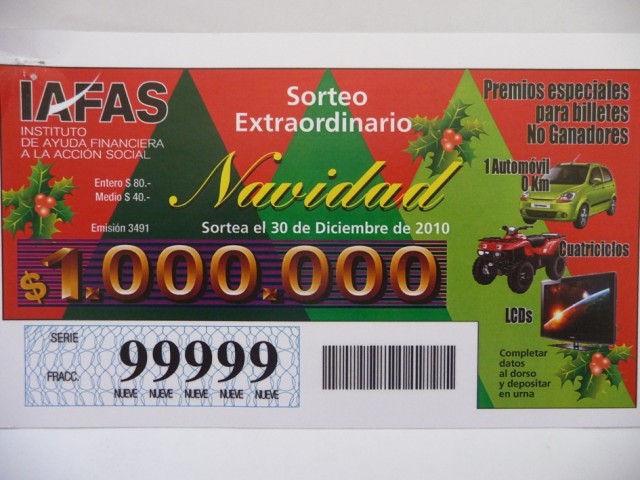 IAFAS
INSTITUTO
DE AYUDA FINANCIERA
A LA ACCIÓN SOCIAL
Sorteo
Extraordinario
Navidad
Entero $ 80.-
Medio $ 40.-
Emisión 3491
Sortea el 30 de Diciembre de 2010
$1.000.000
Premios especiales
para billetes
No Ganadores
1 Automóvil
0 Km
Cuatriciclos
LCDs
Completar
datos
al dorso
y depositar
en urna
SERIE
FRACC.
99999
NUEVE NUEVE NUEVE NUEVE NUEVE